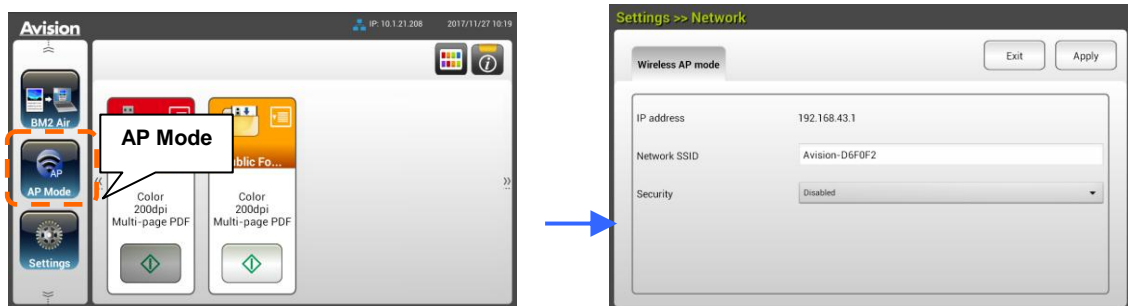 Avision
IP: 10.1.21.208 2017/11/27 10:19
BM2 Air
AP
AP Mode
Settings
AP Mode
ublic Fo...
Color
200dpi
Multi-page PDF
Color
200dpi
Multi-page PDF
Settings >> Network
Wireless AP mode
Exit
Apply
IP address 192.168.43.1
Network SSID Avision-D6F0F2
Security Disabled